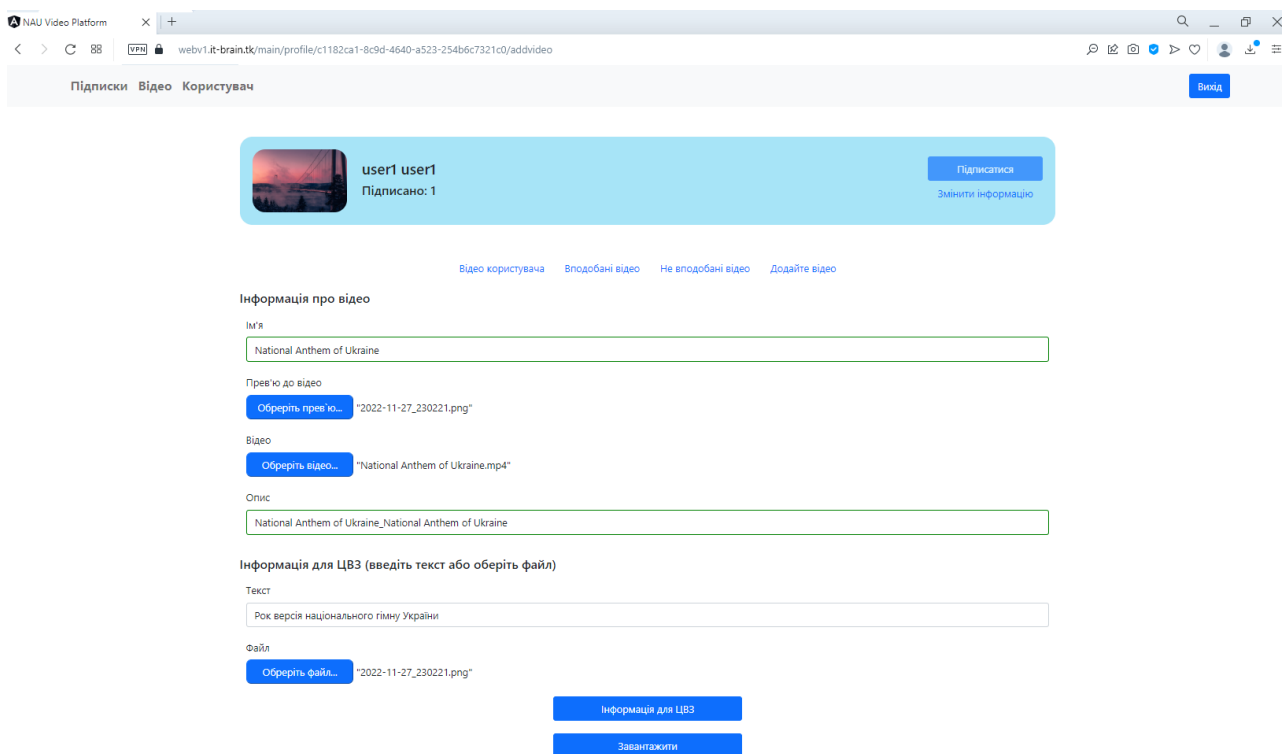 NAU Video Platform
VPN webv1.it-brain.tk/main/profile/c1182ca1-8c9d-4640-a523-254b6c7321c0/addvideo
Підписки Відео Користувач Вихід
user1 user1 Підписатися
Підписано: 1 Змінити інформацію
Відео користувача Вподобані відео Не вподобані відео Додайте відео
Інформація про відео
Ім'я
National Anthem of Ukraine
Прев'ю до відео
Обреріть прев`ю... "2022-11-27_230221.png"
Відео
Обреріть відео... "National Anthem of Ukraine.mp4"
Опис
National Anthem of Ukraine_National Anthem of Ukraine
Інформація для ЦВЗ (введіть текст або оберіть файл)
Текст
Рок версія національного гімну України
Файл
Обреріть файл... "2022-11-27_230221.png"
Інформація для ЦВЗ
Завантажити